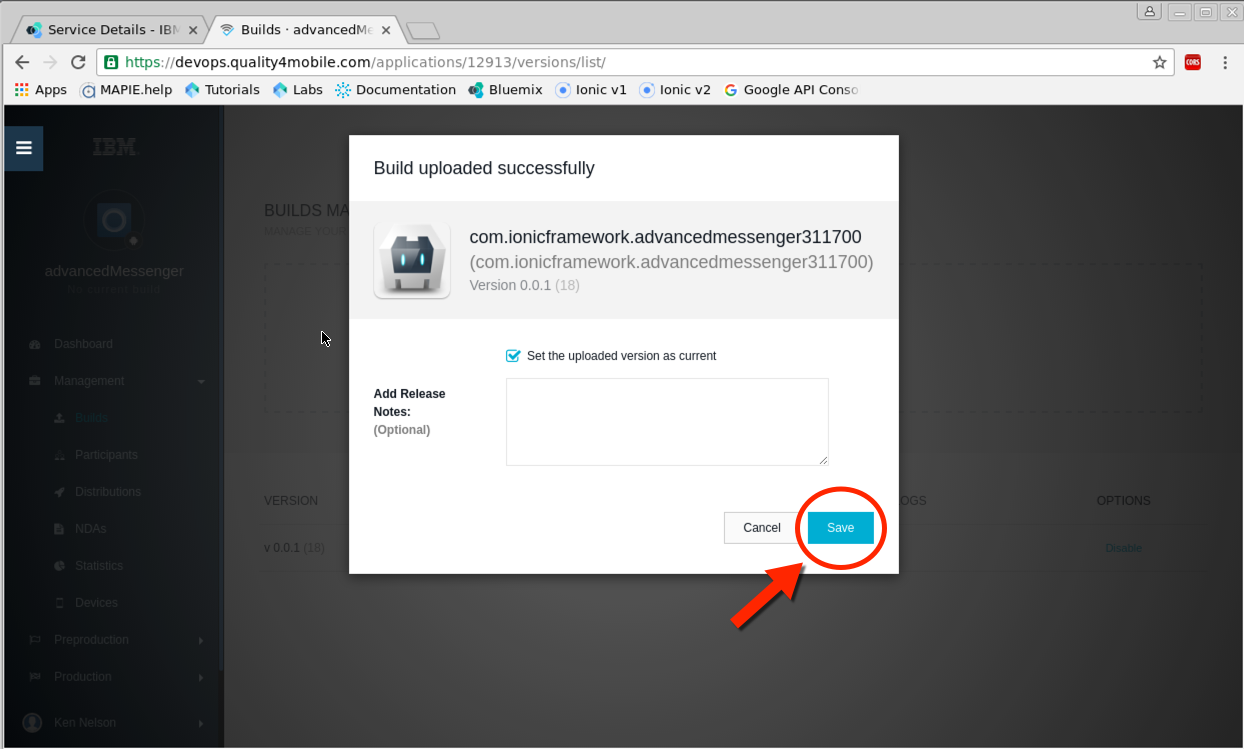 Service Details - IBM
Builds · advancedMe
https://devops.quality4mobile.com/applications/12913/versions/list/
CORS
Apps
MAPIE.help
Tutorials
Labs
Documentation
Bluemix
Ionic v1
Ionic v2
Google API Conso
IBM
advancedMessenger
No current build
Dashboard
Management
Builds
Participants
Distributions
NDAs
Statistics
Devices
Preproduction
Production
Ken Nelson
BUILDS MA
MANAGE YOUR
VERSION
OGS
OPTIONS
v 0.0.1 (18)
Disable
Build uploaded successfully
com.ionicframework.advancedmessenger311700
(com.ionicframework.advancedmessenger311700)
Version 0.0.1 (18)
Set the uploaded version as current
Add Release
Notes:
(Optional)
Cancel
Save